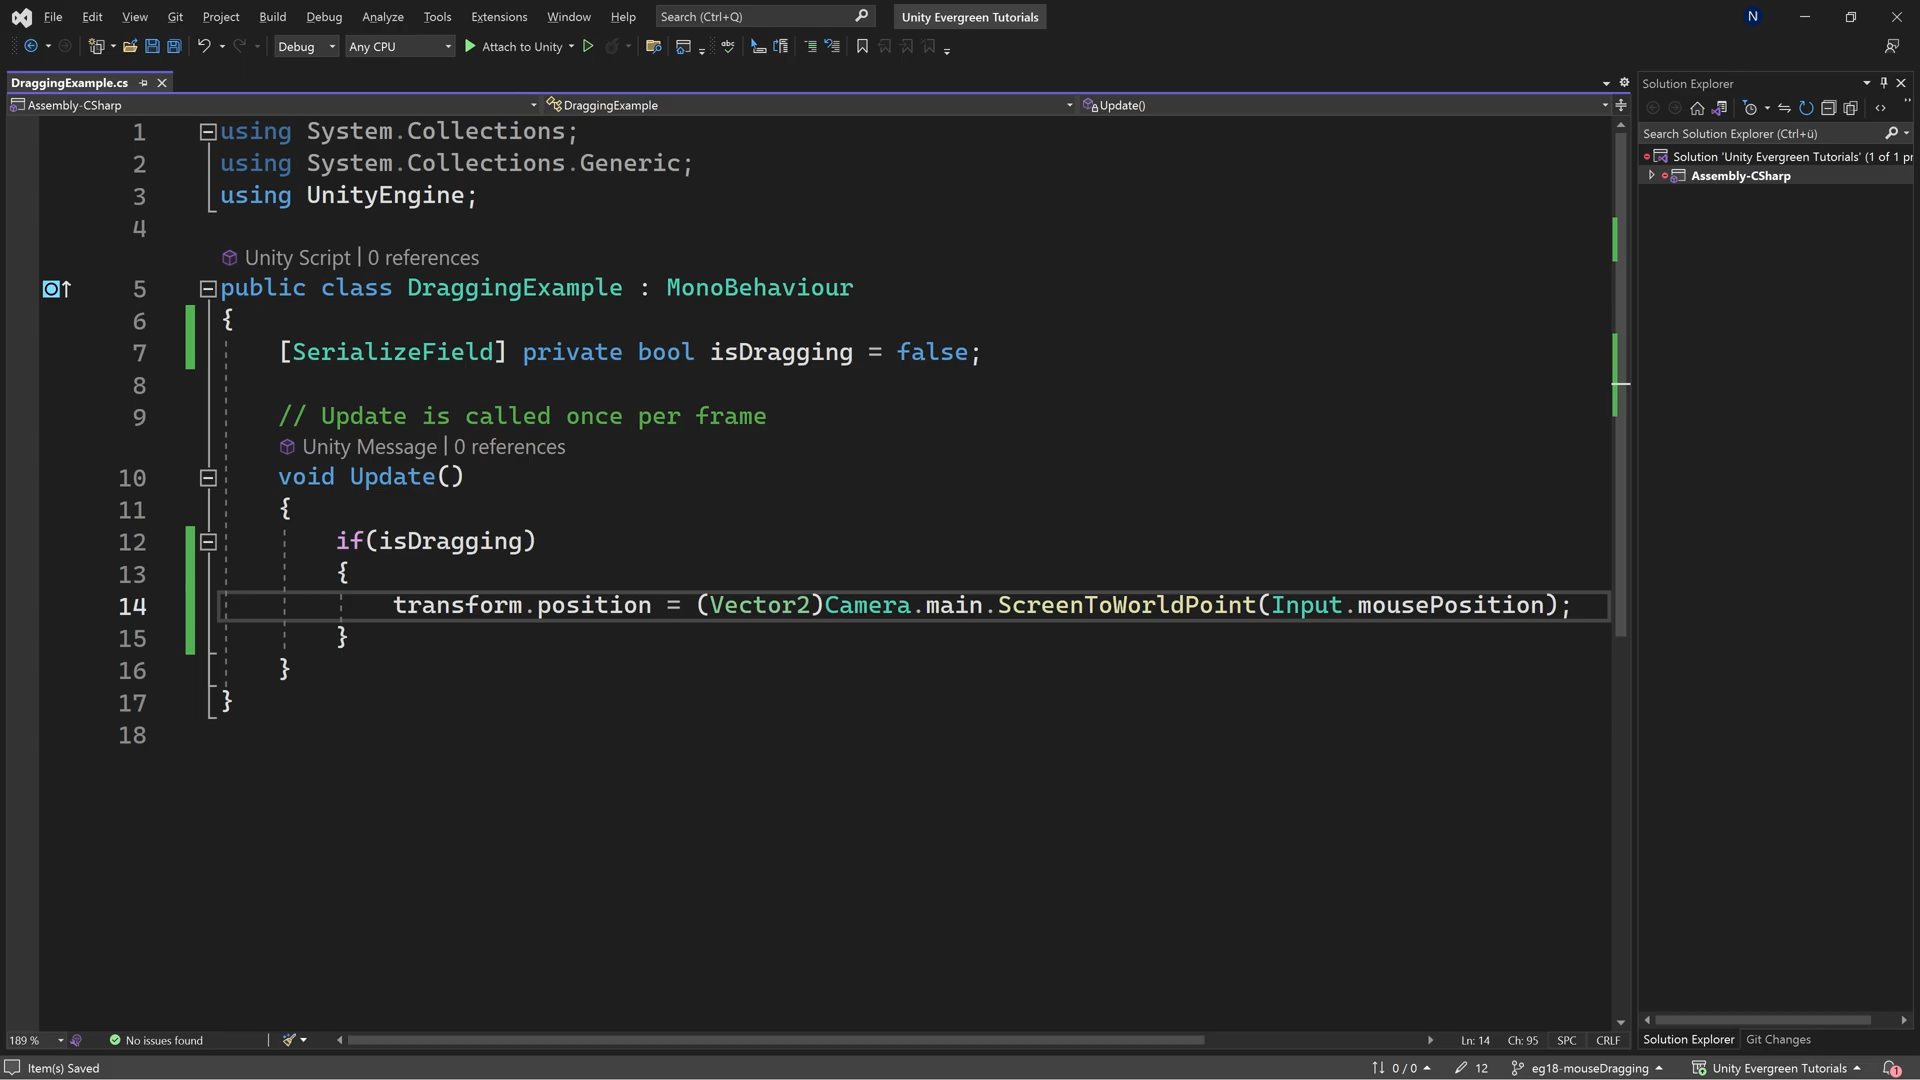 File Edit View Git Project Build Debug Analyze Tools Extensions Window Help Search (Ctrl+Q) Unity Evergreen Tutorials N
Debug Any CPU Attach to Unity
DraggingExample.cs
Assembly-CSharp DraggingExample Update()
1 using System.Collections;
2 using System.Collections.Generic;
3 using UnityEngine;
4
Unity Script | 0 references
5 public class DraggingExample : MonoBehaviour
6 {
7 [SerializeField] private bool isDragging = false;
8
9 // Update is called once per frame
Unity Message | 0 references
10 void Update()
11 {
12 if(isDragging)
13 {
14 transform.position = (Vector2)Camera.main.ScreenToWorldPoint(Input.mousePosition);
15 }
16 }
17 }
18
Solution Explorer
Search Solution Explorer (Ctrl+ü)
Solution 'Unity Evergreen Tutorials' (1 of 1 pr
Assembly-CSharp
189 % No issues found Ln: 14 Ch: 95 SPC CRLF
Solution Explorer Git Changes
Item(s) Saved 0 / 0 12 eg18-mouseDragging Unity Evergreen Tutorials 1